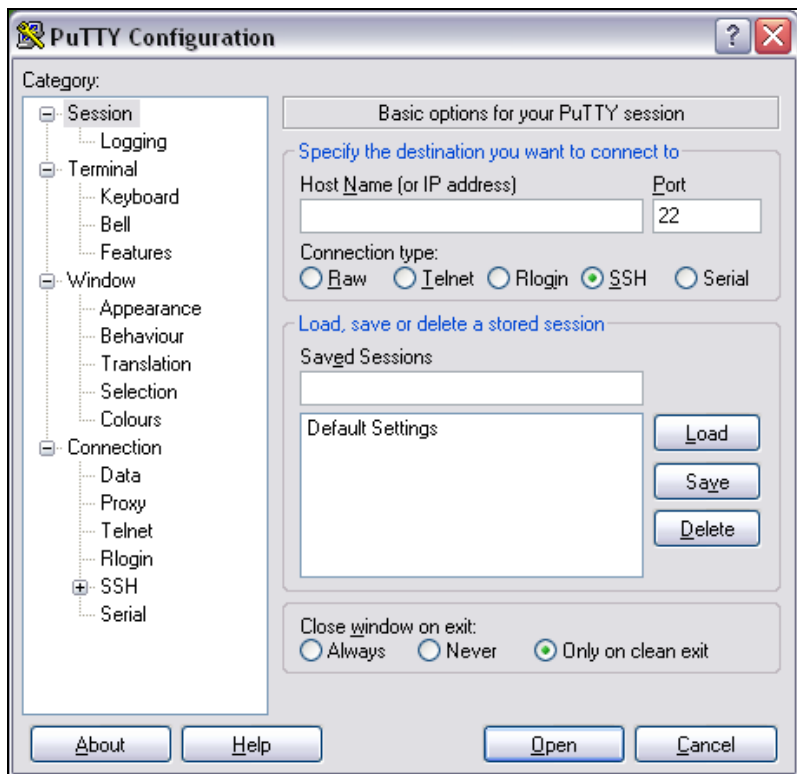 PuTTY Configuration
Category:
Session
Logging
Terminal
Keyboard
Bell
Features
Window
Appearance
Behaviour
Translation
Selection
Colours
Connection
Data
Proxy
Telnet
Rlogin
SSH
Serial
Basic options for your PuTTY session
Specify the destination you want to connect to
Host Name (or IP address) Port
22
Connection type:
Raw Telnet Rlogin SSH Serial
Load, save or delete a stored session
Saved Sessions
Default Settings
Load
Save
Delete
Close window on exit:
Always Never Only on clean exit
About Help Open Cancel